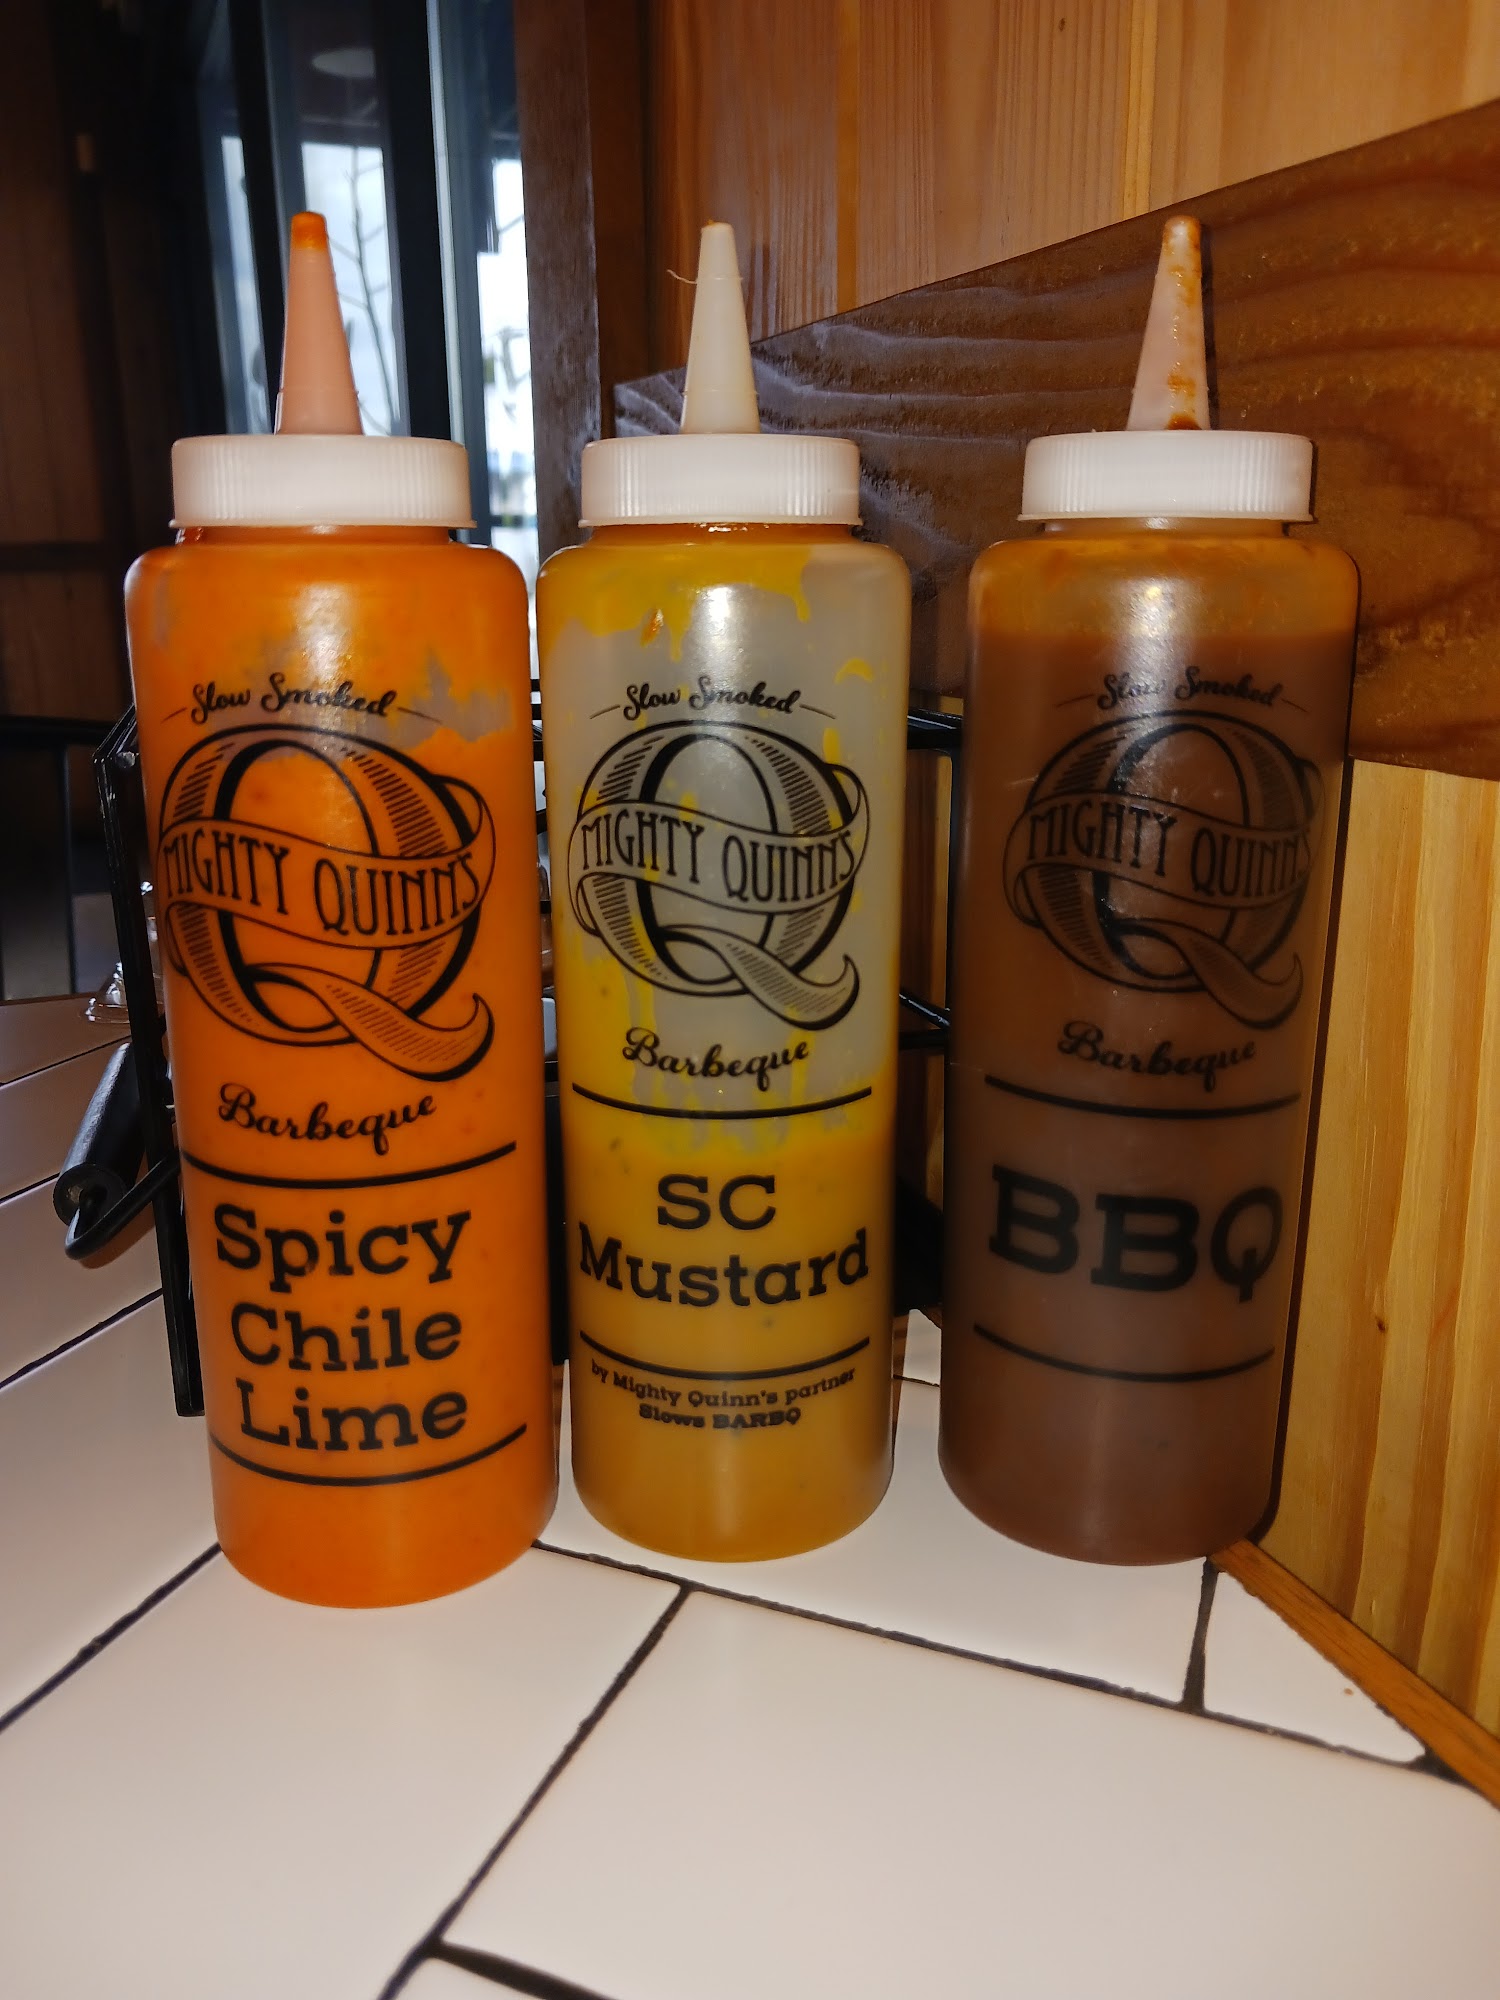 Slow Smoked
MIGHTY QUINN'S
Barbeque
Spicy
Chile
Lime
Slow Smoked
MIGHTY QUINN'S
Barbeque
SC
Mustard
by Mighty Quinn's partner
Slows BARBQ
Slow Smoked
MIGHTY QUINN'S
Barbeque
BBQ